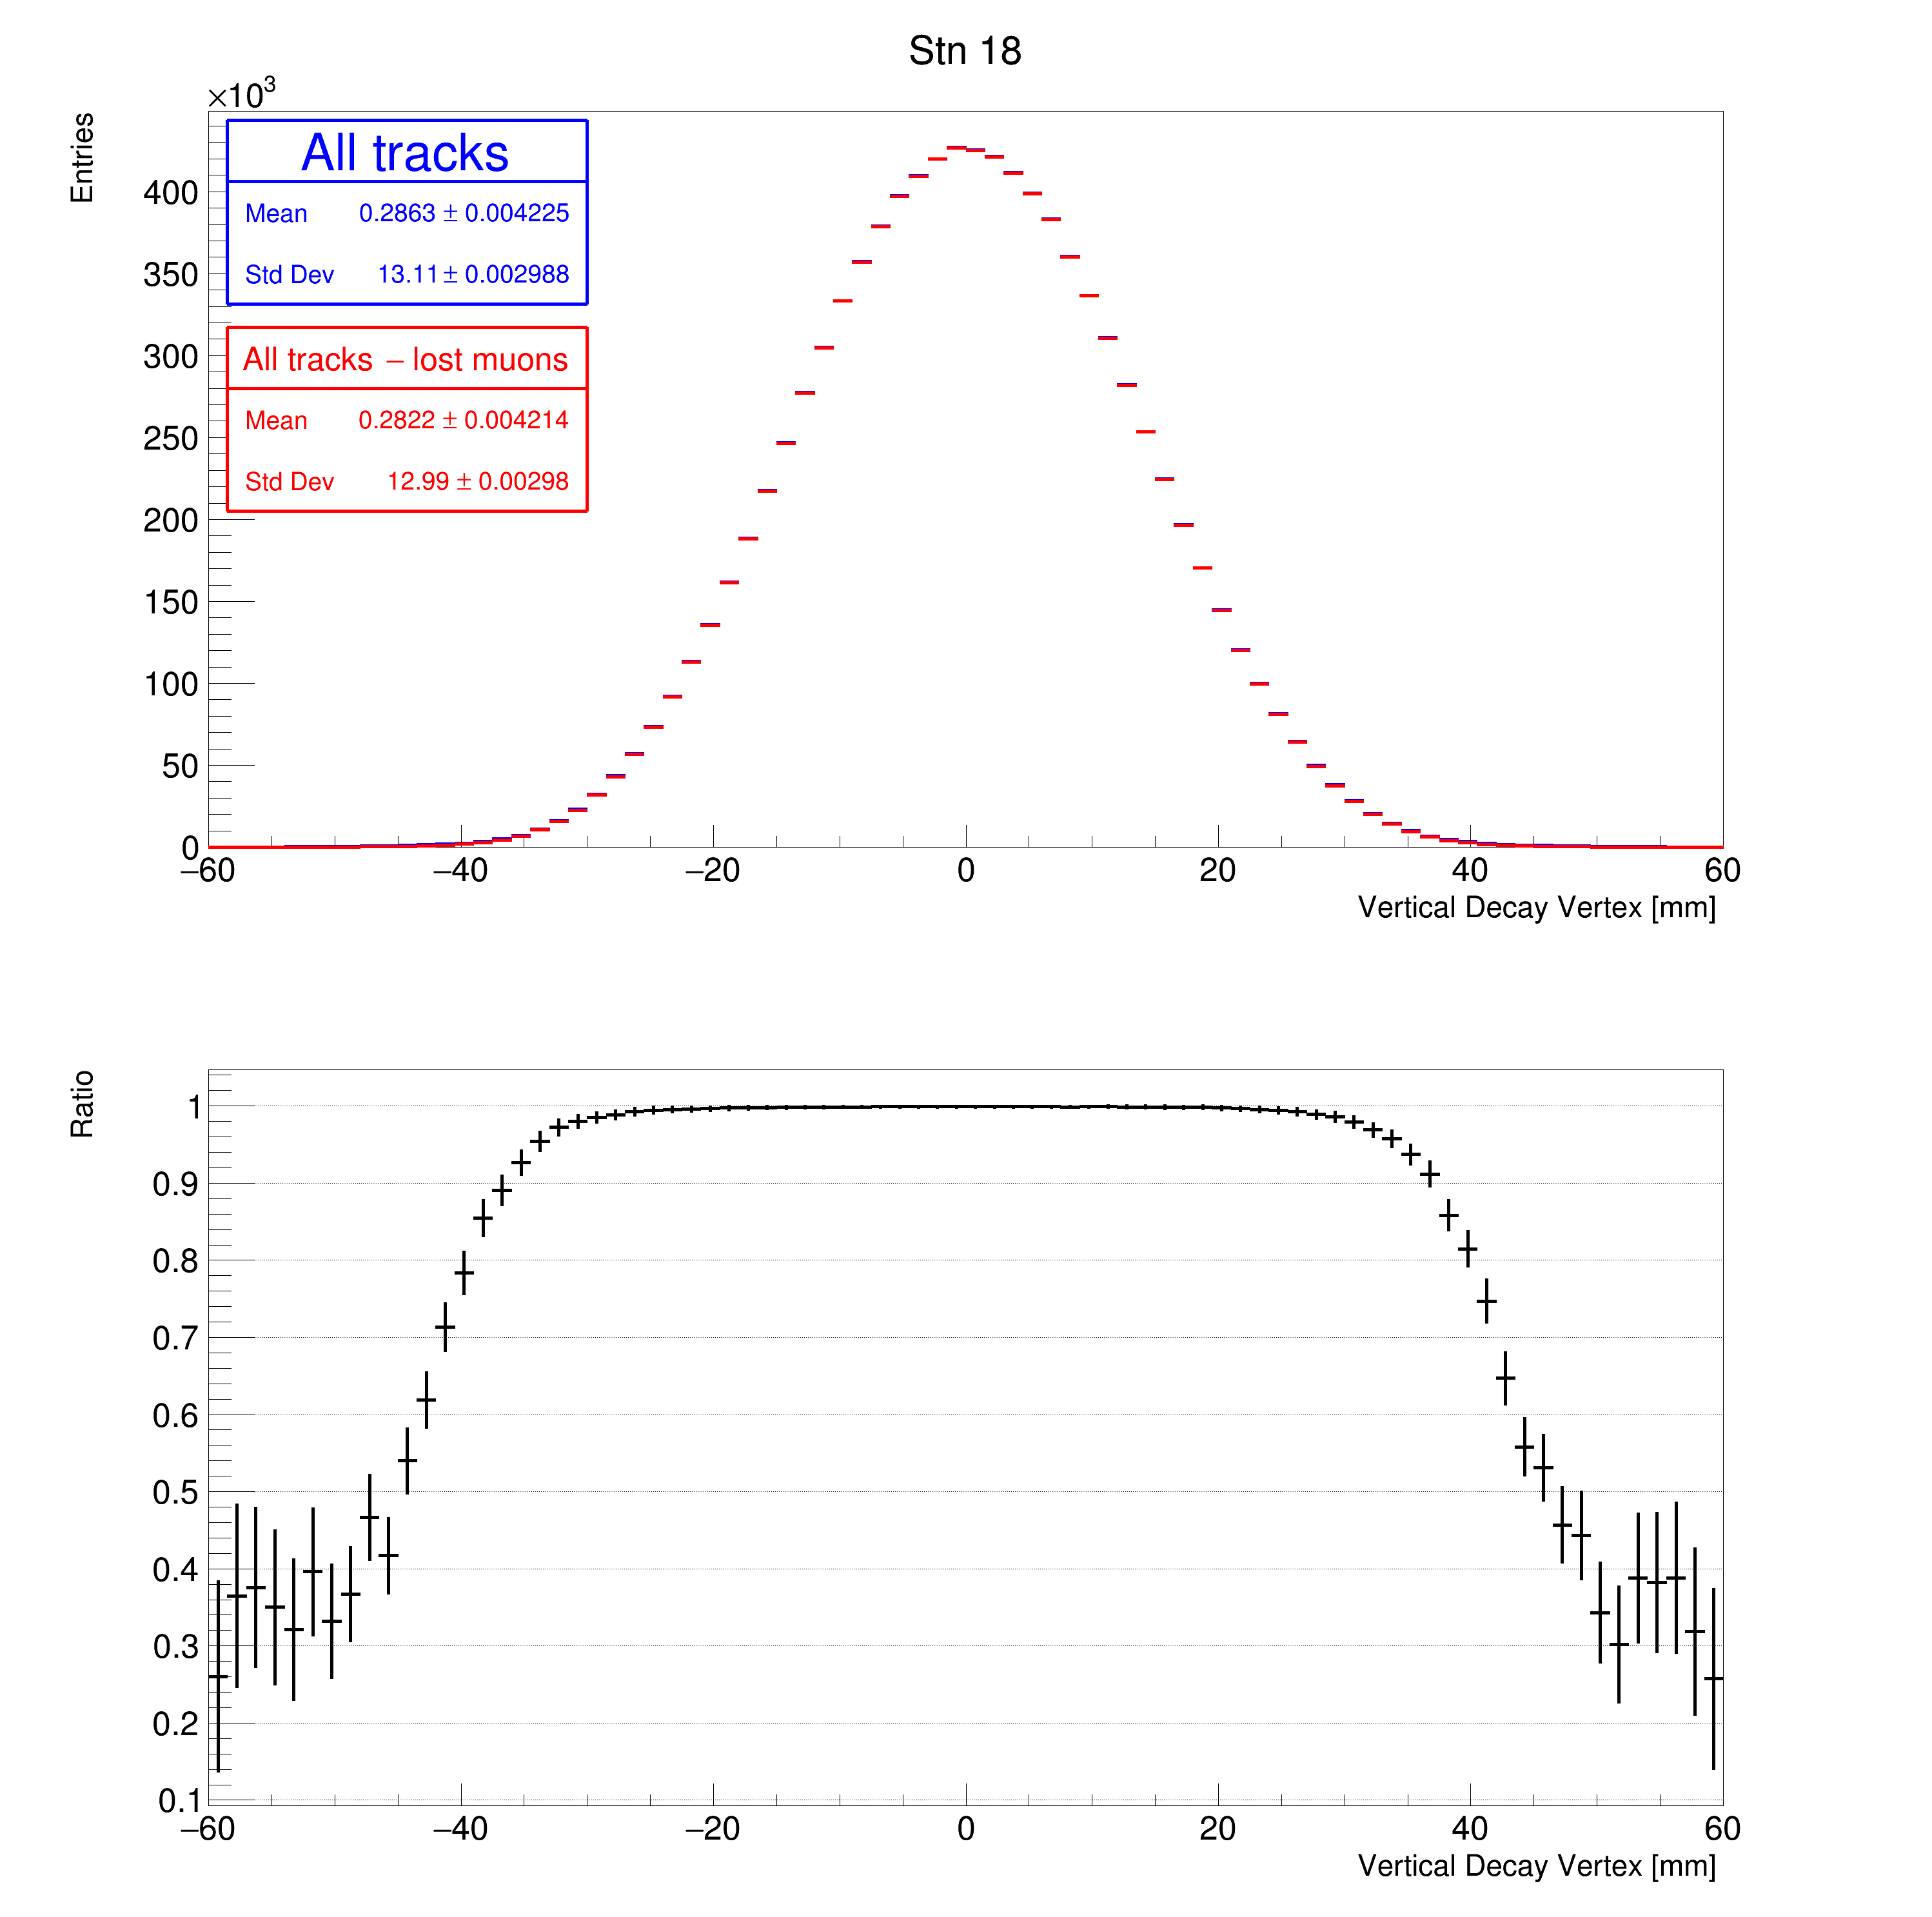 Stn 18
×10³
Entries
All tracks
Mean 0.2863 ± 0.004225
Std Dev 13.11 ± 0.002988
All tracks – lost muons
Mean 0.2822 ± 0.004214
Std Dev 12.99 ± 0.00298
400
350
300
250
200
150
100
50
0
−60 −40 −20 0 20 40 60
Vertical Decay Vertex [mm]
Ratio
1
0.9
0.8
0.7
0.6
0.5
0.4
0.3
0.2
0.1
−60 −40 −20 0 20 40 60
Vertical Decay Vertex [mm]